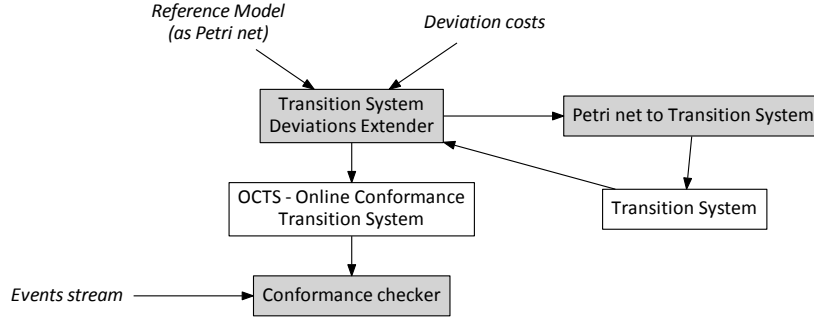 Reference Model
(as Petri net)
Deviation costs
Transition System
Deviations Extender
Petri net to Transition System
OCTS - Online Conformance
Transition System
Transition System
Events stream
Conformance checker